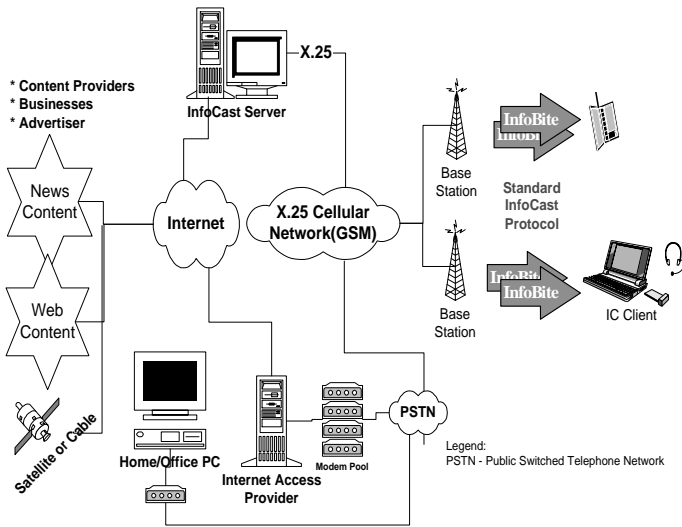 X.25
* Content Providers
* Businesses
* Advertiser
InfoCast Server
InfoBite
InfoBite
Base
Station
Standard
InfoCast
Protocol
News
Content
Internet
X.25 Cellular
Network(GSM)
Web
Content
InfoBite
InfoBite
Base
Station
IC Client
Satellite or Cable
Home/Office PC
Internet Access
Provider
Modem Pool
PSTN
Legend:
PSTN - Public Switched Telephone Network